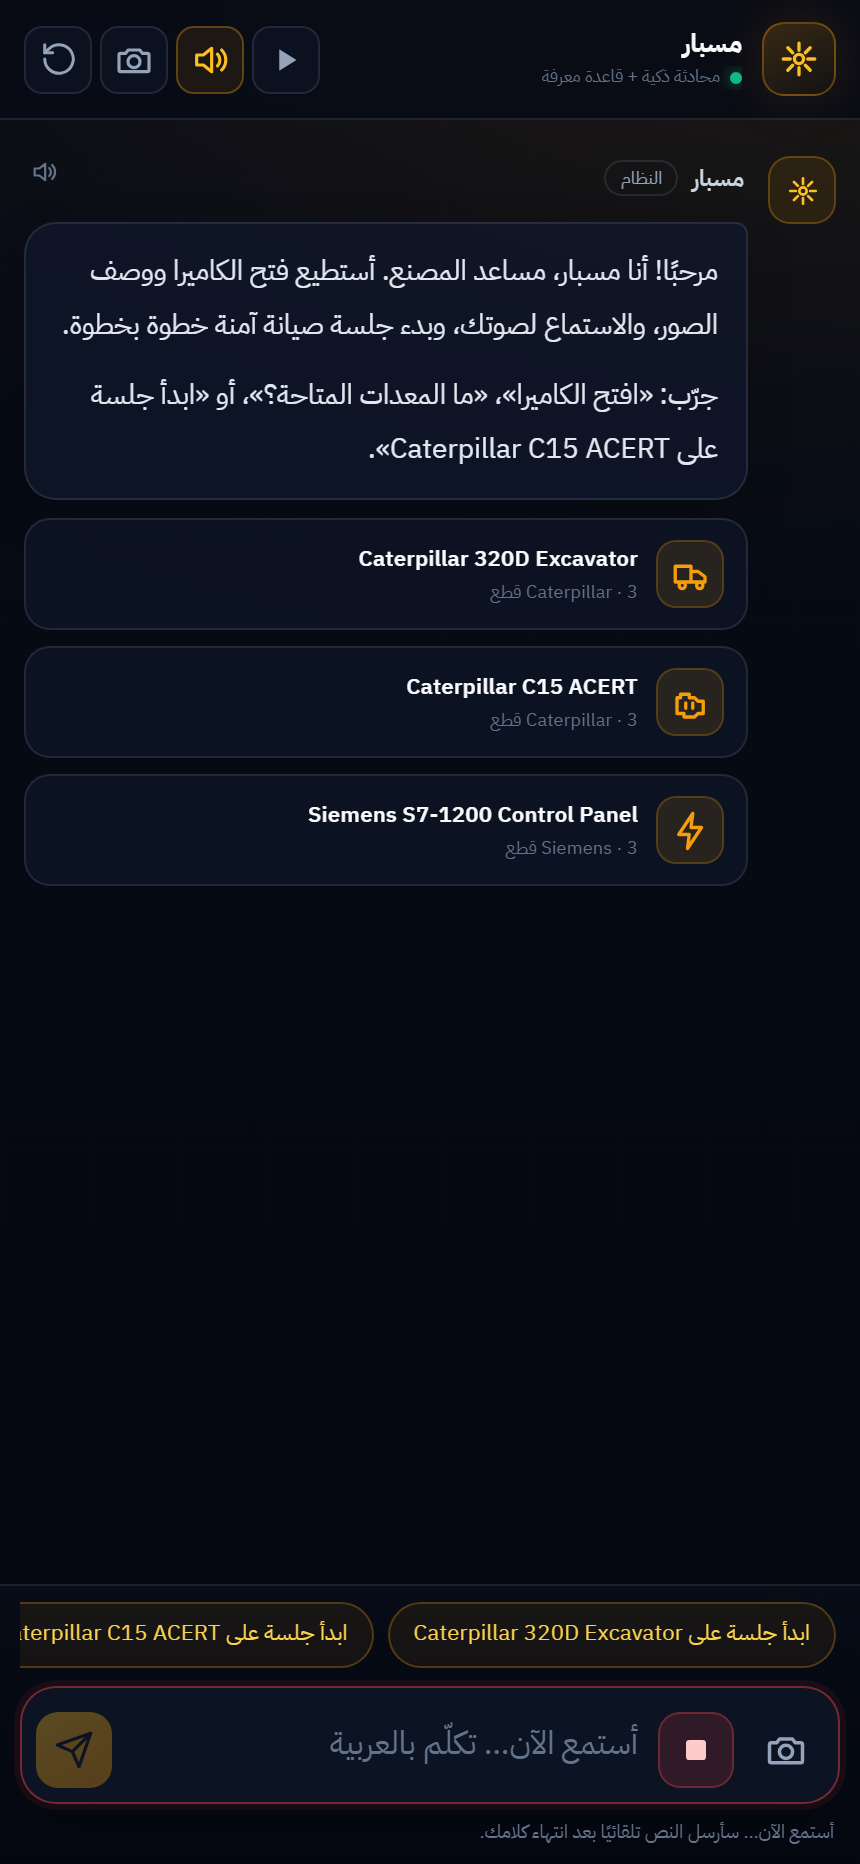 مسبار
محادثة ذكية + قاعدة معرفة
مسبار
النظام
مرحبًا! أنا مسبار، مساعد المصنع. أستطيع فتح الكاميرا ووصف
الصور، والاستماع لصوتك، وبدء جلسة صيانة آمنة خطوة بخطوة.
جرّب: «افتح الكاميرا»، «ما المعدات المتاحة؟»، أو «ابدأ جلسة
على Caterpillar C15 ACERT».
Caterpillar 320D Excavator
Caterpillar · 3 قطع
Caterpillar C15 ACERT
Caterpillar · 3 قطع
Siemens S7-1200 Control Panel
Siemens · 3 قطع
ابدأ جلسة على Caterpillar 320D Excavator
ابدأ جلسة على terpillar C15 ACERT
أستمع الآن... تكلّم بالعربية
أستمع الآن... سأرسل النص تلقائيًا بعد انتهاء كلامك.